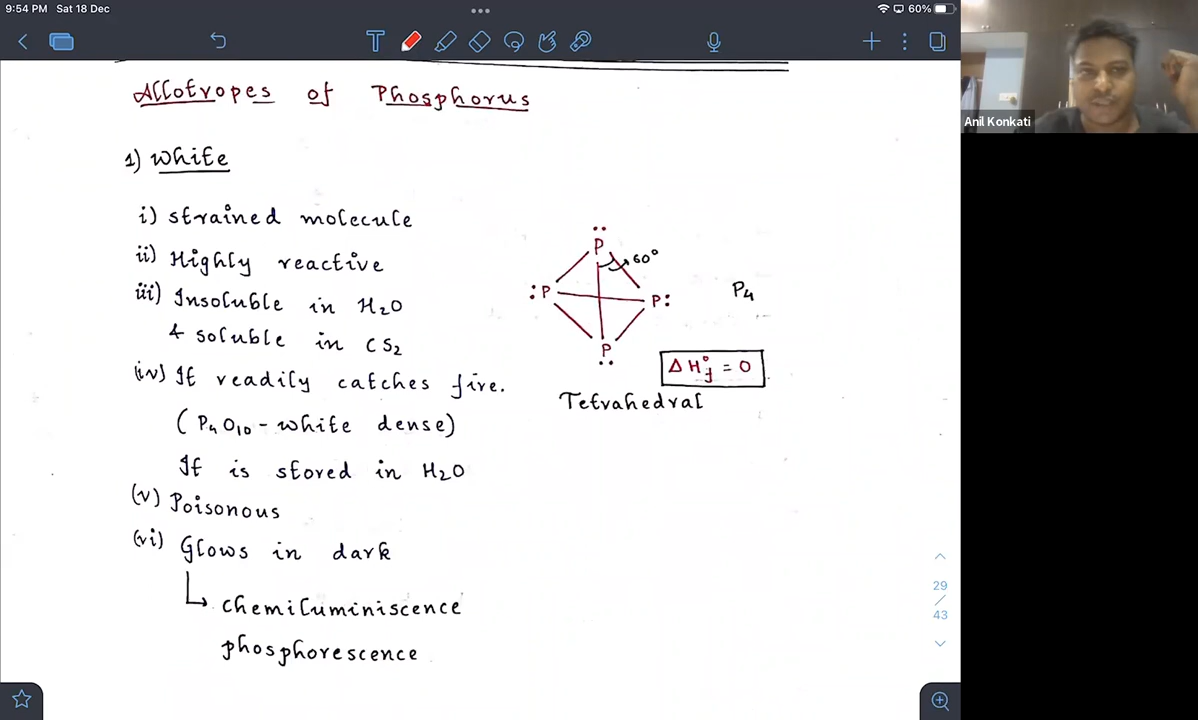 9:54 PM Sat 18 Dec
60%
T
Anil Konkati
Allotropes of Phosphorus
1) White
i) strained molecule
ii) Highly reactive
iii) Insoluble in H₂O
& soluble in CS₂
(iv) It readily catches fire.
(P₄O₁₀ - white dense)
It is stored in H₂O
(v) Poisonous
(vi) Glows in dark
↳ chemiluminiscence
phosphorescence
P
60°
:P
P:
P
P₄
ΔH°f = 0
Tetrahedral
29
/
43